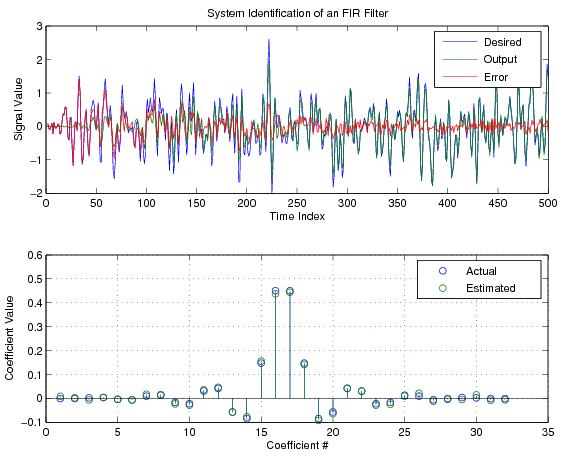 System Identification of an FIR Filter
3
2
1
0
−1
−2
Signal Value
Desired
Output
Error
0 50 100 150 200 250 300 350 400 450 500
Time Index
0.6
0.5
0.4
0.3
0.2
0.1
0
−0.1
Coefficient Value
Actual
Estimated
0 5 10 15 20 25 30 35
Coefficient #